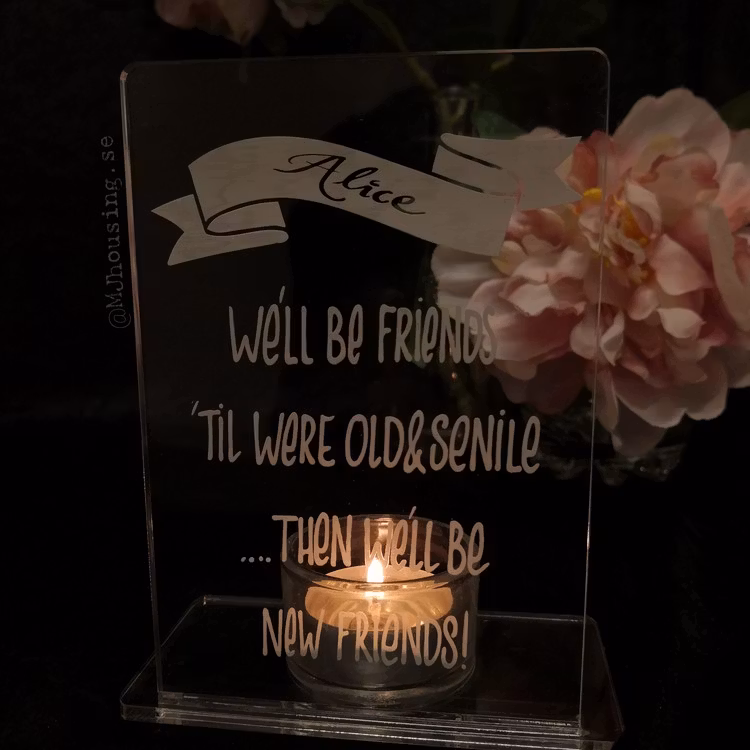 @MJhousing.se
Alice
WE'LL BE FRIENDS
'TIL WERE OLD&SENILE
....THEN WE'LL BE
NEW FRIENDS!